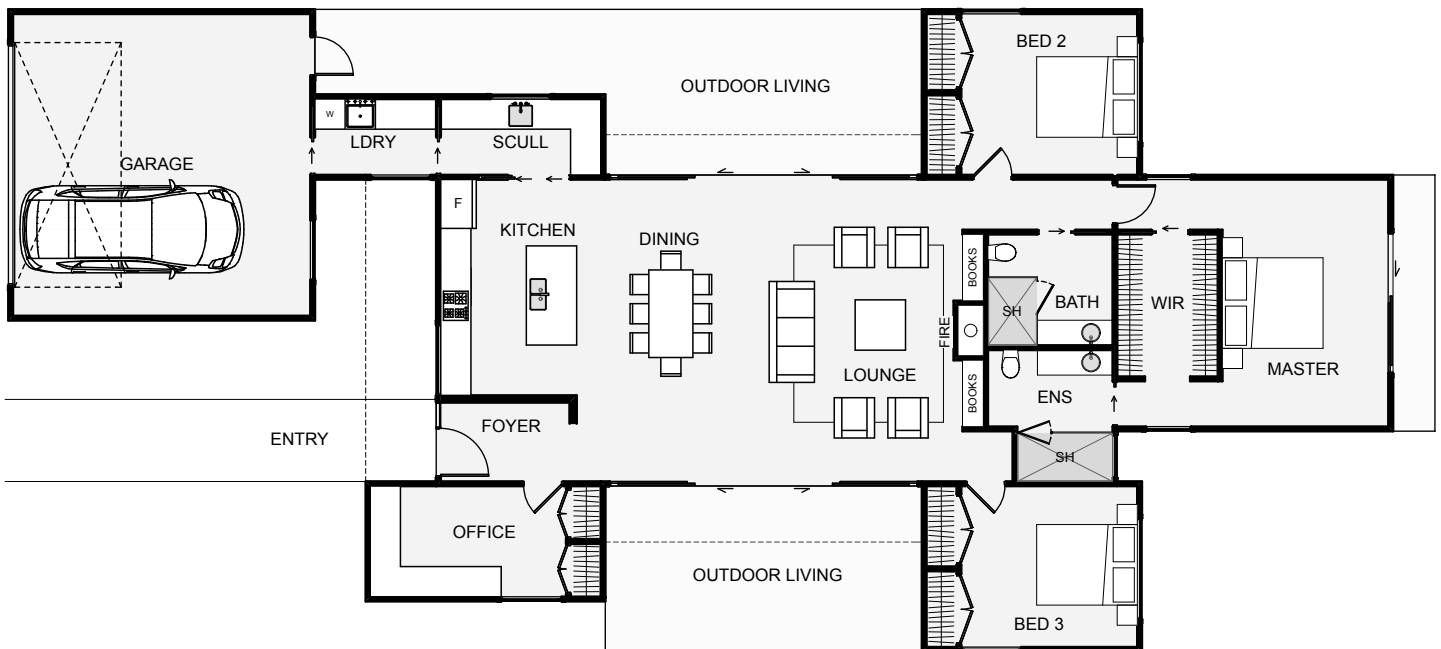 BED 2
OUTDOOR LIVING
W
LDRY
SCULL
GARAGE
F
KITCHEN
DINING
BOOKS
SH
BATH
WIR
FIRE
LOUNGE
MASTER
BOOKS
ENS
FOYER
ENTRY
SH
OFFICE
OUTDOOR LIVING
BED 3